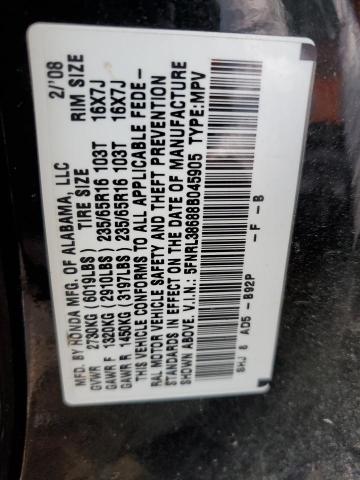 MFD. BY HONDA MFG. OF ALABAMA, LLC 2/'08
GVWR 2730KG (6019LBS) TIRE SIZE RIM SIZE
GAWR F 1320KG (2910LBS) 235/65R16 103T 16X7J
GAWR R 1450KG (3197LBS) 235/65R16 103T 16X7J
THIS VEHICLE CONFORMS TO ALL APPLICABLE FEDE-
RAL MOTOR VEHICLE SAFETY AND THEFT PREVENTION
STANDARDS IN EFFECT ON THE DATE OF MANUFACTURE
V.I.N.: 5FNRL38688B045905 TYPE: MPV
SHJ 8 AD5 - B92P - F - B